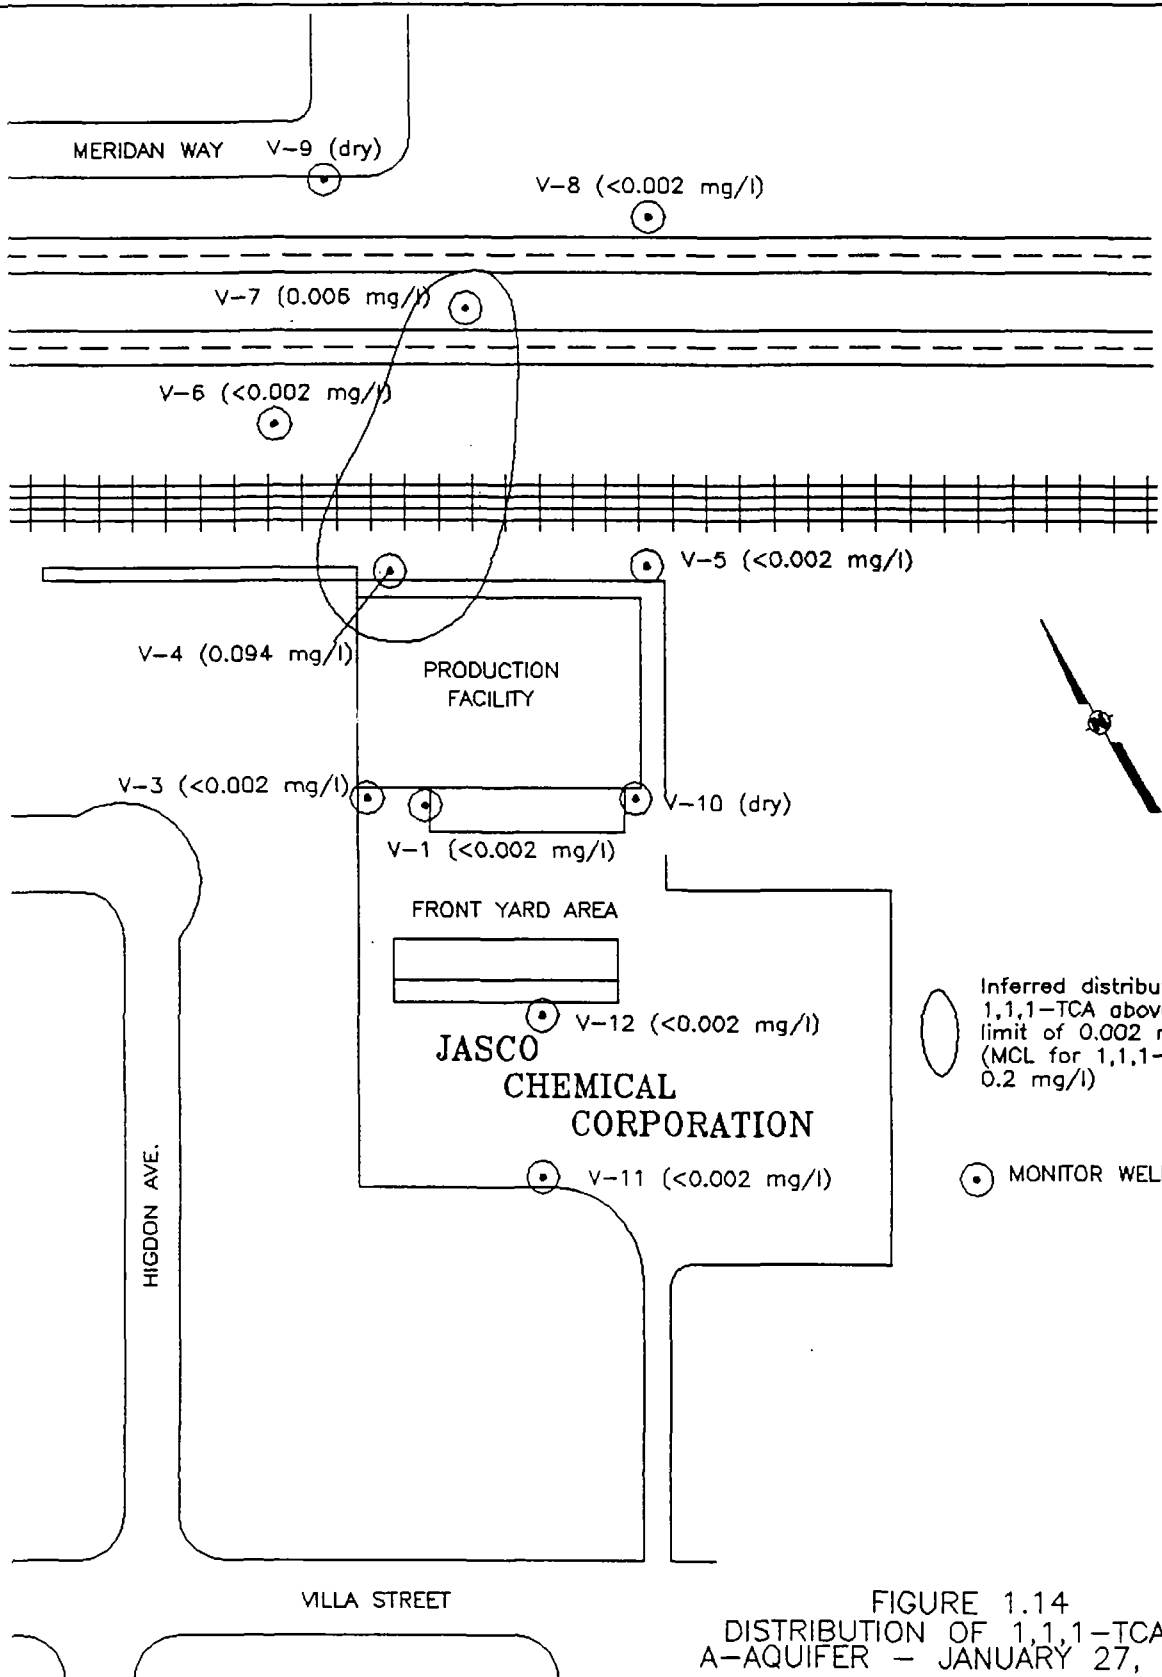 MERIDAN WAY
V-9 (dry)
V-8 (<0.002 mg/l)
V-7 (0.006 mg/l)
V-6 (<0.002 mg/l)
V-5 (<0.002 mg/l)
V-4 (0.094 mg/l)
PRODUCTION
FACILITY
V-3 (<0.002 mg/l)
V-10 (dry)
V-1 (<0.002 mg/l)
FRONT YARD AREA
V-12 (<0.002 mg/l)
JASCO
CHEMICAL
CORPORATION
V-11 (<0.002 mg/l)
Inferred distribu
1,1,1-TCA abov
limit of 0.002 m
(MCL for 1,1,1-
0.2 mg/l)
MONITOR WELL
HIGDON AVE.
VILLA STREET
FIGURE 1.14
DISTRIBUTION OF 1,1,1-TCA
A-AQUIFER - JANUARY 27,